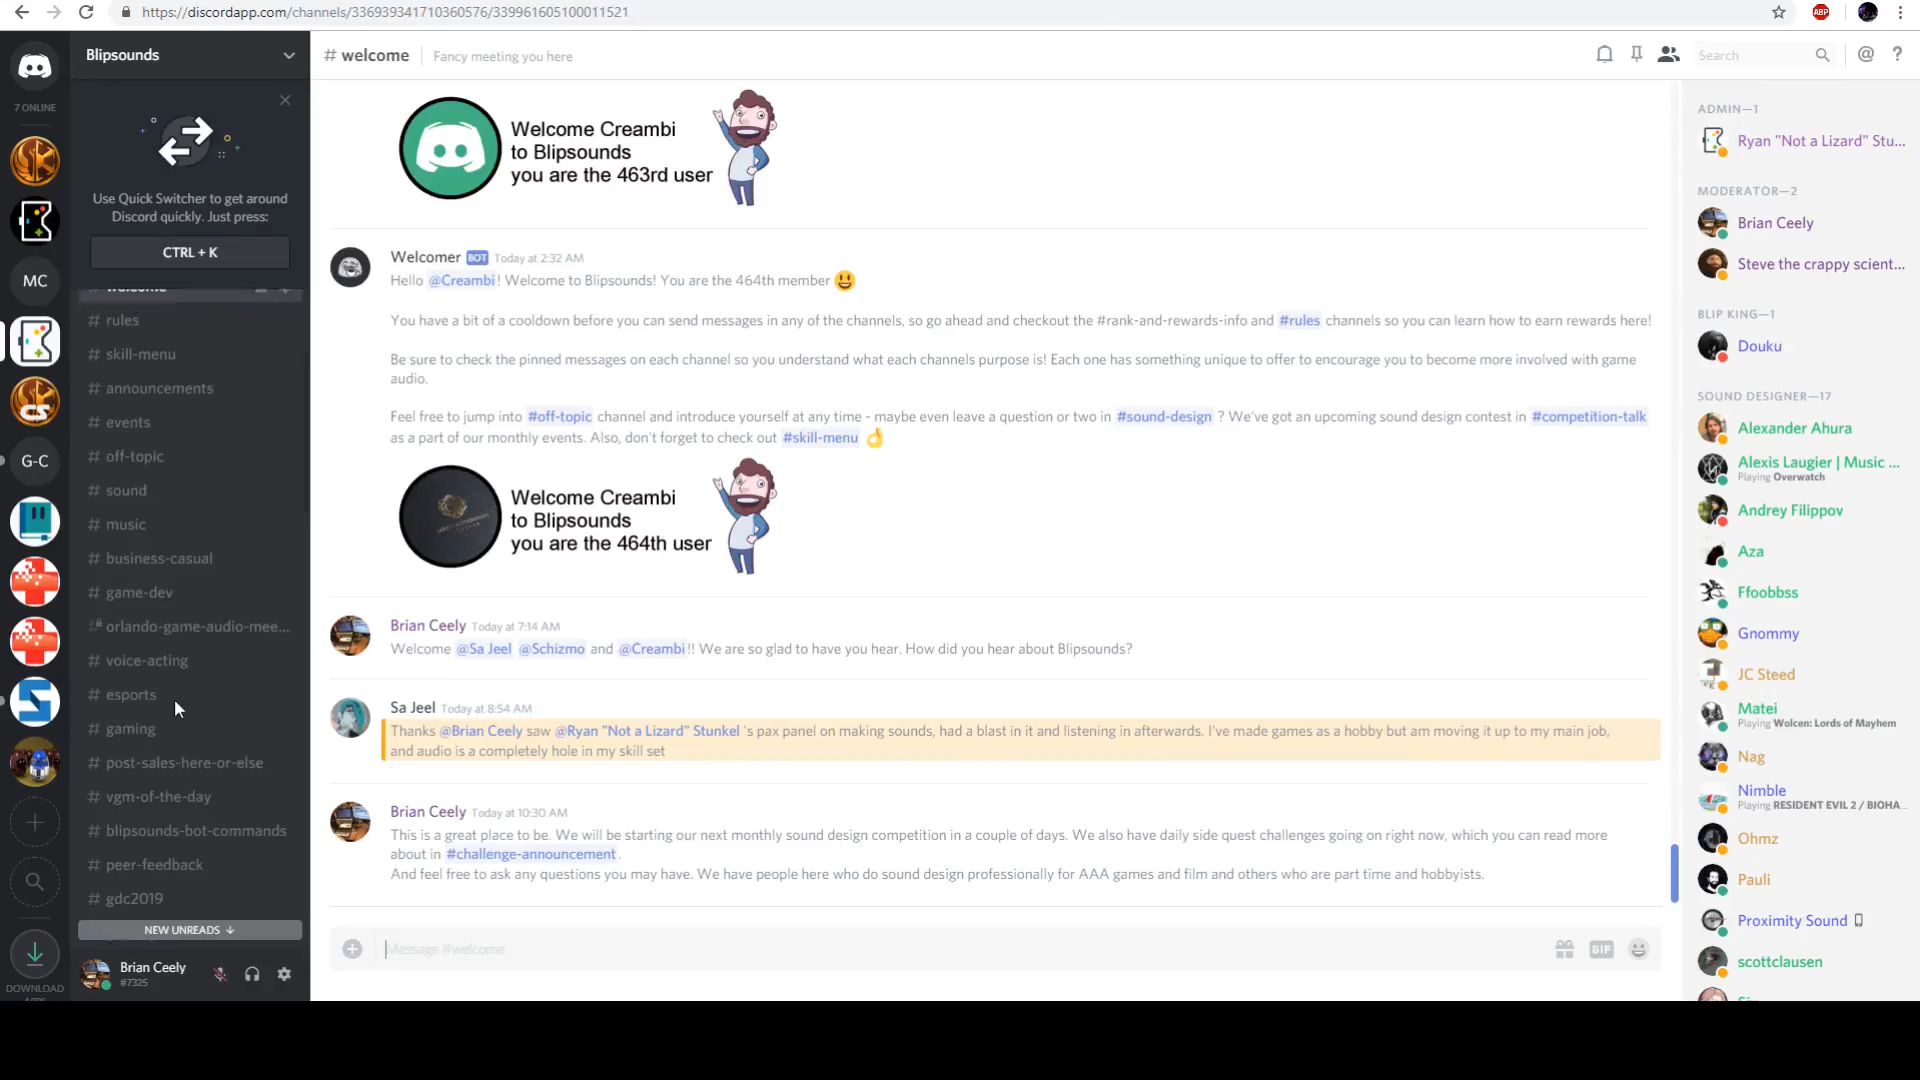 https://discordapp.com/channels/336939341710360576/339961605100011521
ABP
7 ONLINE
MC
G-C
CS
DOWNLOAD
APPS
Blipsounds
Use Quick Switcher to get around
Discord quickly. Just press:
CTRL + K
welcome
# rules
# skill-menu
# announcements
# events
# off-topic
# sound
# music
# business-casual
# game-dev
# orlando-game-audio-mee...
# voice-acting
# esports
# gaming
# post-sales-here-or-else
# vgm-of-the-day
# blipsounds-bot-commands
# peer-feedback
# gdc2019
NEW UNREADS ↓
Brian Ceely
#7325
# welcome
Fancy meeting you here
Search
@ ?
Welcome Creambi
to Blipsounds
you are the 463rd user
Welcomer BOT Today at 2:32 AM
Hello @Creambi! Welcome to Blipsounds! You are the 464th member 😃
You have a bit of a cooldown before you can send messages in any of the channels, so go ahead and checkout the #rank-and-rewards-info and #rules channels so you can learn how to earn rewards here!
Be sure to check the pinned messages on each channel so you understand what each channels purpose is! Each one has something unique to offer to encourage you to become more involved with game
audio.
Feel free to jump into #off-topic channel and introduce yourself at any time - maybe even leave a question or two in #sound-design ? We've got an upcoming sound design contest in #competition-talk
as a part of our monthly events. Also, don't forget to check out #skill-menu 👌
Welcome Creambi
to Blipsounds
you are the 464th user
Brian Ceely Today at 7:14 AM
Welcome @Sa Jeel @Schizmo and @Creambi!! We are so glad to have you hear. How did you hear about Blipsounds?
Sa Jeel Today at 8:54 AM
Thanks @Brian Ceely saw @Ryan "Not a Lizard" Stunkel 's pax panel on making sounds, had a blast in it and listening in afterwards. I've made games as a hobby but am moving it up to my main job,
and audio is a completely hole in my skill set
Brian Ceely Today at 10:30 AM
This is a great place to be. We will be starting our next monthly sound design competition in a couple of days. We also have daily side quest challenges going on right now, which you can read more
about in #challenge-announcement.
And feel free to ask any questions you may have. We have people here who do sound design professionally for AAA games and film and others who are part time and hobbyists.
Message #welcome
GIF
ADMIN—1
Ryan "Not a Lizard" Stu...
MODERATOR—2
Brian Ceely
Steve the crappy scient...
BLIP KING—1
Douku
SOUND DESIGNER—17
Alexander Ahura
Alexis Laugier | Music ...
Playing Overwatch
Andrey Filippov
Aza
Ffoobbss
Gnommy
JC Steed
Matei
Playing Wolcen: Lords of Mayhem
Nag
Nimble
Playing RESIDENT EVIL 2 / BIOHA...
Ohmz
Pauli
Proximity Sound
scottclausen